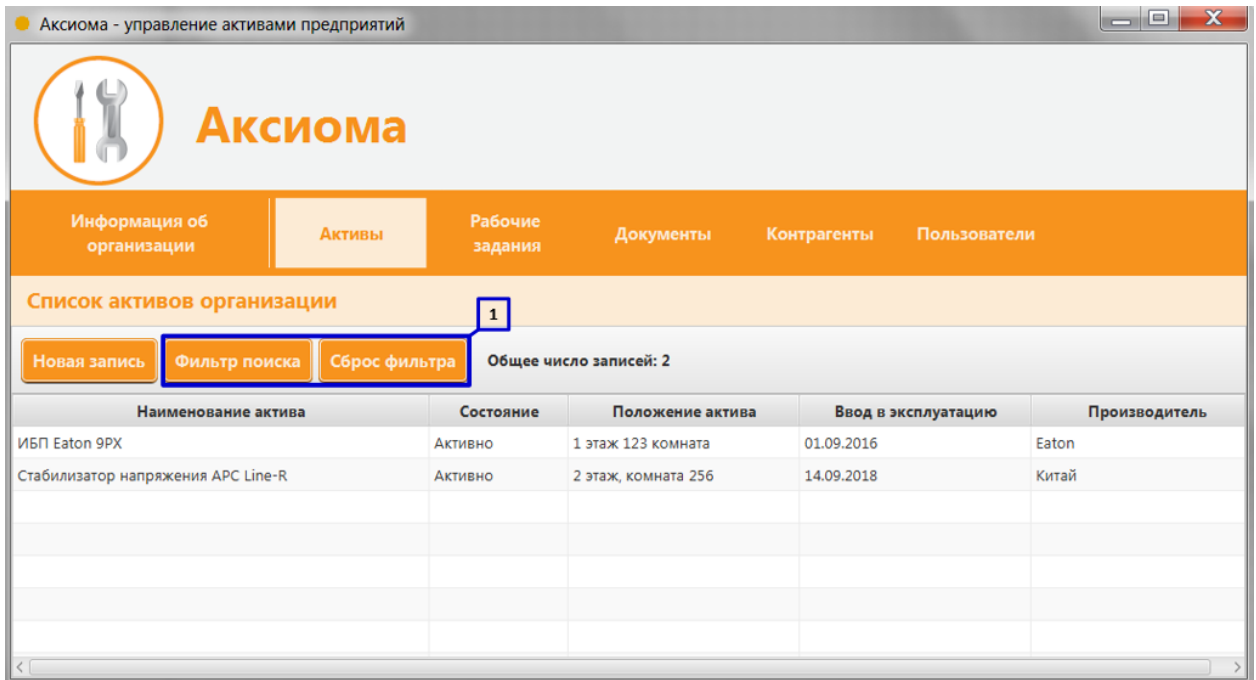 Аксиома - управление активами предприятий
Аксиома
Информация об
организации
Активы
Рабочие
задания
Документы
Контрагенты
Пользователи
Список активов организации
1
Новая запись
Фильтр поиска
Сброс фильтра
Общее число записей: 2
Наименование актива Состояние Положение актива Ввод в эксплуатацию Производитель
ИБП Eaton 9PX Активно 1 этаж 123 комната 01.09.2016 Eaton
Стабилизатор напряжения APC Line-R Активно 2 этаж, комната 256 14.09.2018 Китай